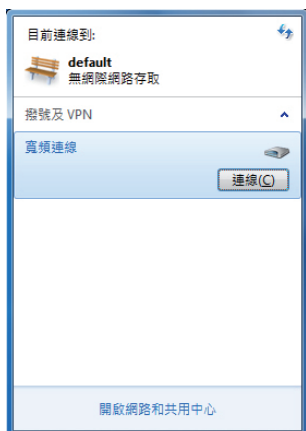 目前連線到:
default
無網際網路存取
撥號及 VPN
寬頻連線
連線(C)
開啟網路和共用中心